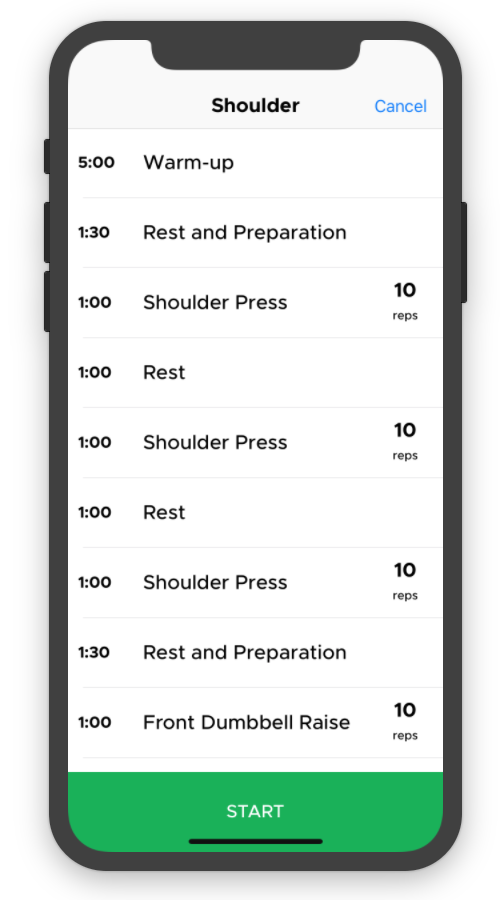 Shoulder Cancel
5:00 Warm-up
1:30 Rest and Preparation
1:00 Shoulder Press 10 reps
1:00 Rest
1:00 Shoulder Press 10 reps
1:00 Rest
1:00 Shoulder Press 10 reps
1:30 Rest and Preparation
1:00 Front Dumbbell Raise 10 reps
START